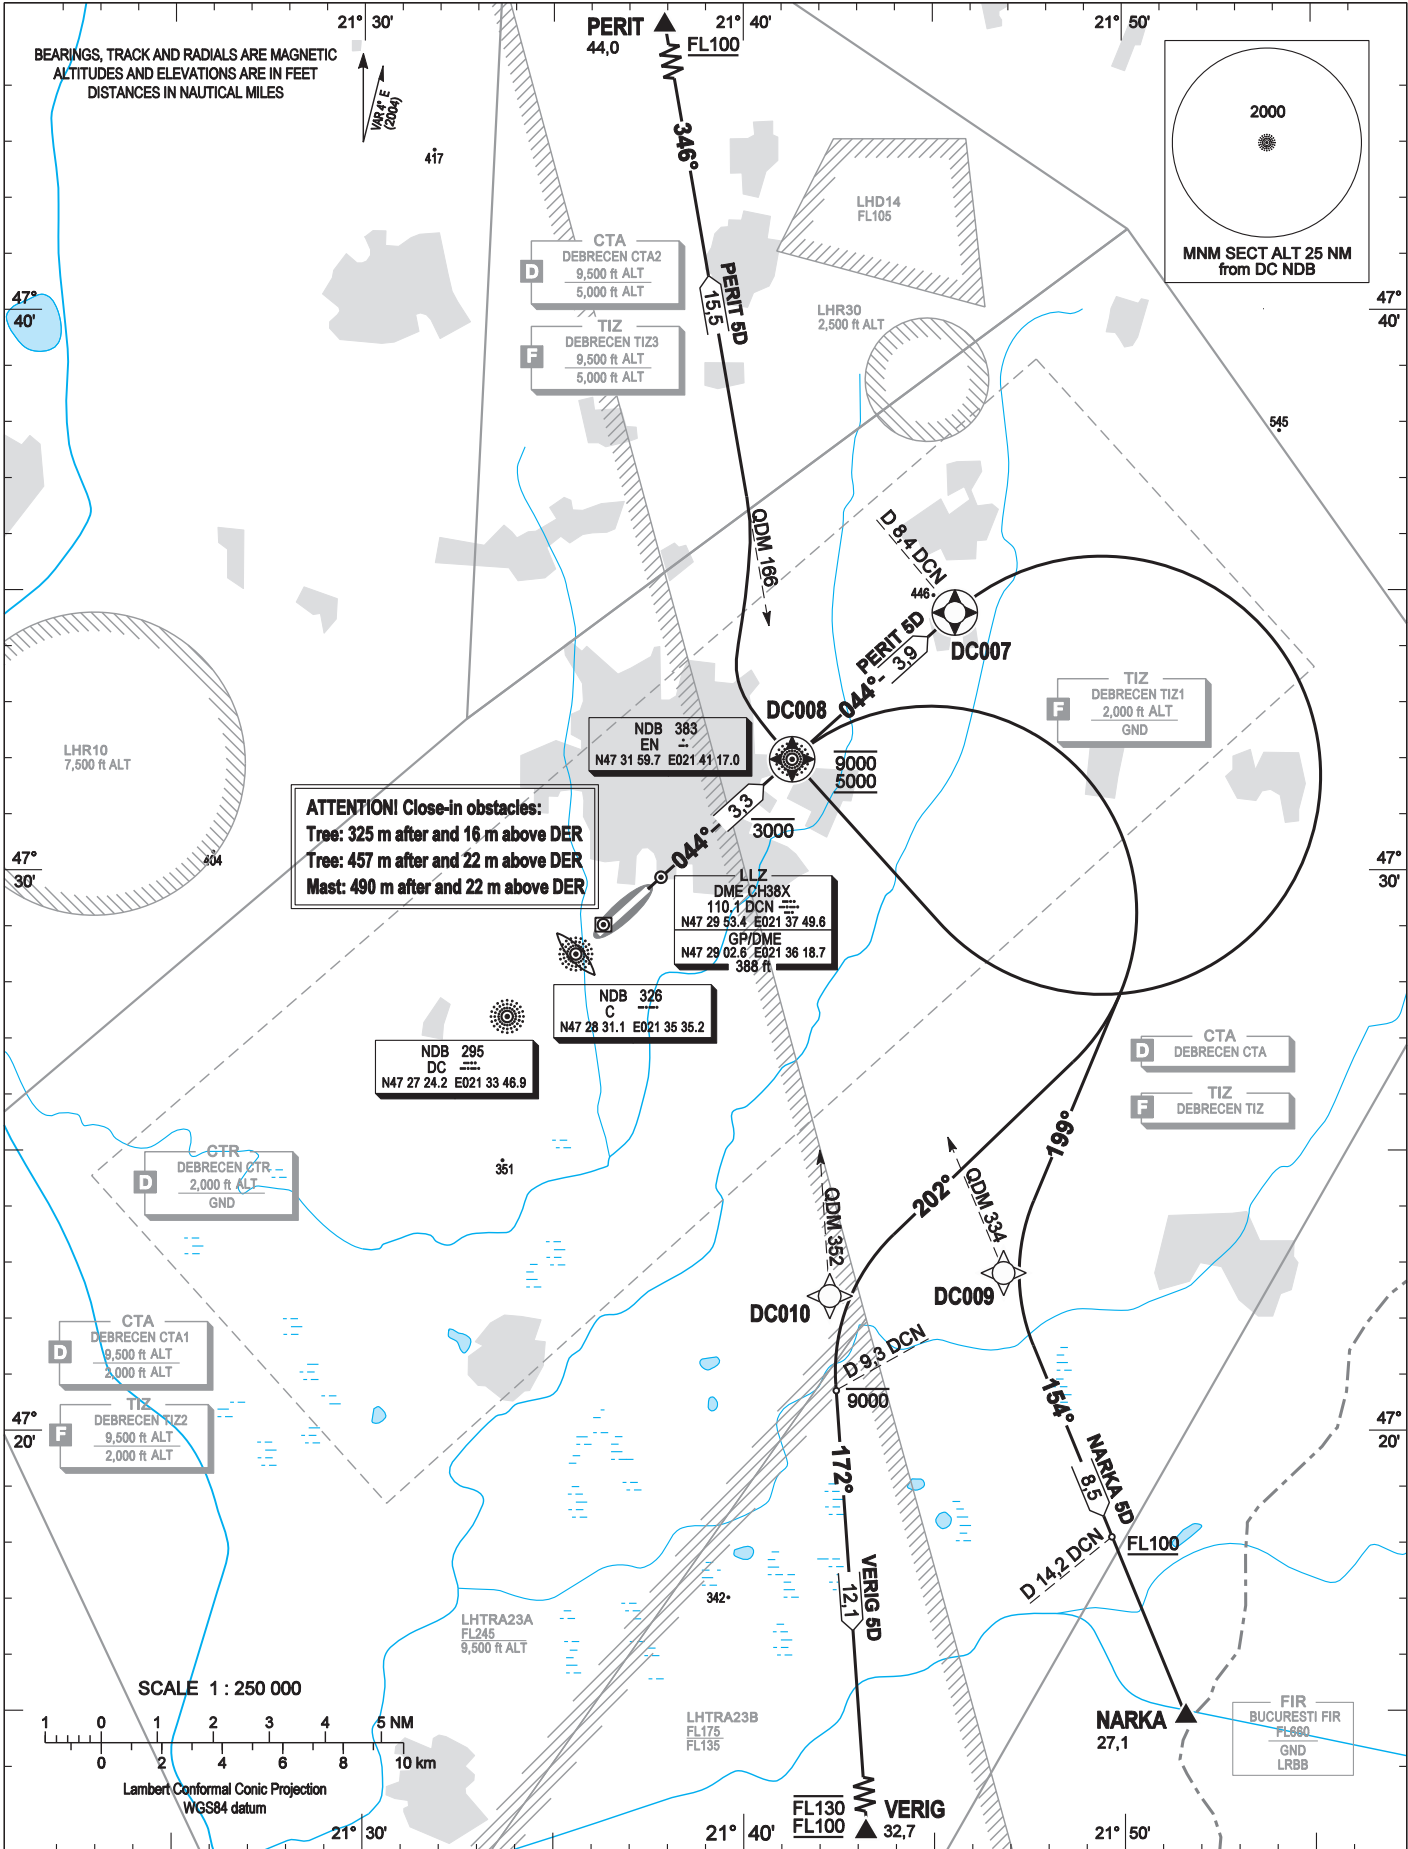 21° 30'
PERIT
44,0
FL100
21° 40'
21° 50'
BEARINGS, TRACK AND RADIALS ARE MAGNETIC
ALTITUDES AND ELEVATIONS ARE IN FEET
DISTANCES IN NAUTICAL MILES
VAR 4° E
(2004)
417
2000
MNM SECT ALT 25 NM
from DC NDB
346°
LHD14
FL105
CTA
D
DEBRECEN CTA2
9,500 ft ALT
5,000 ft ALT
PERIT 5D
15,5
47°
40'
47°
40'
LHR30
2,500 ft ALT
TIZ
F
DEBRECEN TIZ3
9,500 ft ALT
5,000 ft ALT
545
QDM 166
D 8,4 DCN
446
PERIT 5D
3,9
044°
DC007
DC008
TIZ
F
DEBRECEN TIZ1
2,000 ft ALT
GND
NDB 383
EN
N47 31 59.7 E021 41 17.0
9000
5000
LHR10
7,500 ft ALT
604
ATTENTION! Close-in obstacles:
Tree: 325 m after and 16 m above DER
Tree: 457 m after and 22 m above DER
Mast: 490 m after and 22 m above DER
3,3
044°
3000
47°
30'
47°
30'
LLZ
DME CH38X
110,1 DCN
N47 29 53.4 E021 37 49.6
GP/DME
N47 29 02.6 E021 36 18.7
388 ft
NDB 326
C
N47 28 31.1 E021 35 35.2
NDB 295
DC
N47 27 24.2 E021 33 46.9
CTA
D
DEBRECEN CTA
TIZ
F
DEBRECEN TIZ
199°
CTR
D
DEBRECEN CTR
2,000 ft ALT
GND
351
202°
QDM 352
QDM 334
DC010
DC009
CTA
D
DEBRECEN CTA1
9,500 ft ALT
2,000 ft ALT
D 9,3 DCN
9000
154°
TIZ
F
DEBRECEN TIZ2
9,500 ft ALT
2,000 ft ALT
47°
20'
47°
20'
172°
NARKA 5D
8,5
D 14,2 DCN
FL100
VERIG 5D
12,1
342
LHTRA23A
FL245
9,500 ft ALT
SCALE 1 : 250 000
1 0 1 2 3 4 5 NM
0 2 4 6 8 10 km
Lambert Conformal Conic Projection
WGS84 datum
LHTRA23B
FL175
FL135
NARKA
27,1
FIR
BUCURESTI FIR
FL660
GND
LRBB
FL130
FL100
VERIG
32,7
21° 30'
21° 40'
21° 50'